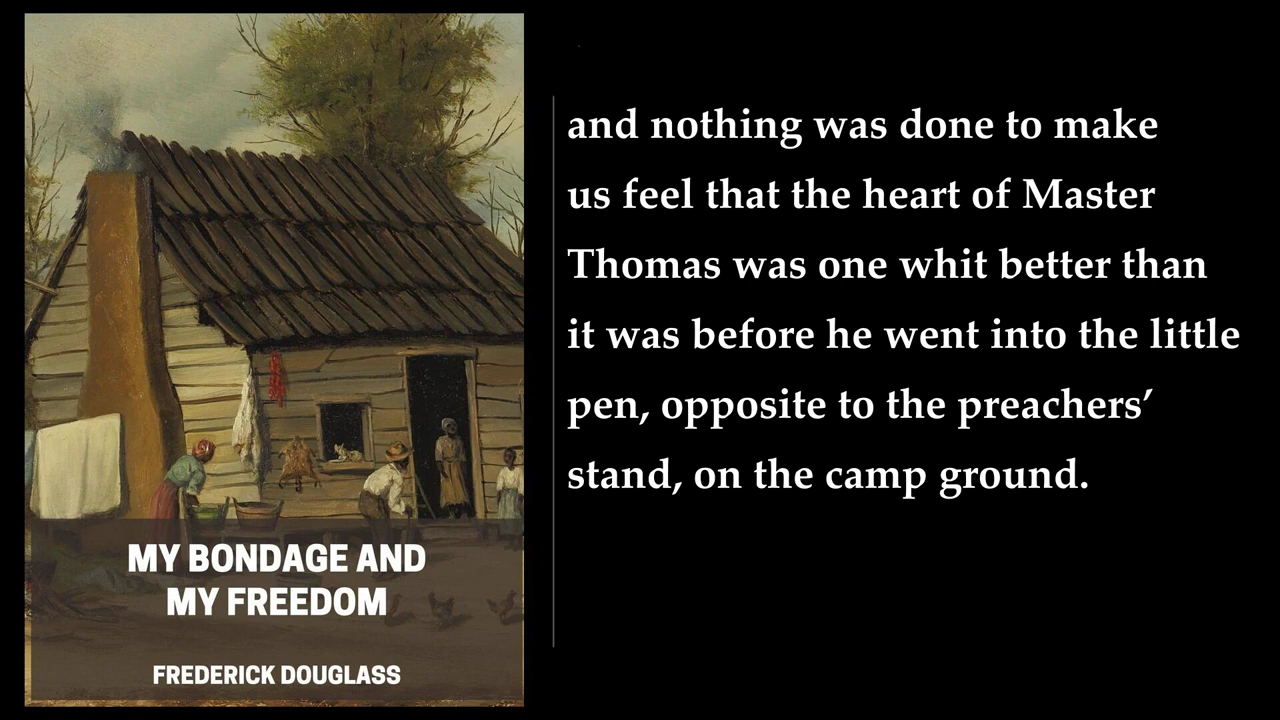 MY BONDAGE AND
MY FREEDOM
FREDERICK DOUGLASS
and nothing was done to make
us feel that the heart of Master
Thomas was one whit better than
it was before he went into the little
pen, opposite to the preachers’
stand, on the camp ground.